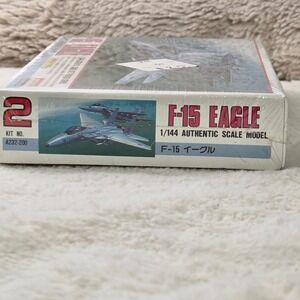 2
KIT NO.
A232-200
F-15 EAGLE
1/144 AUTHENTIC SCALE MODEL
F-15 イーグル